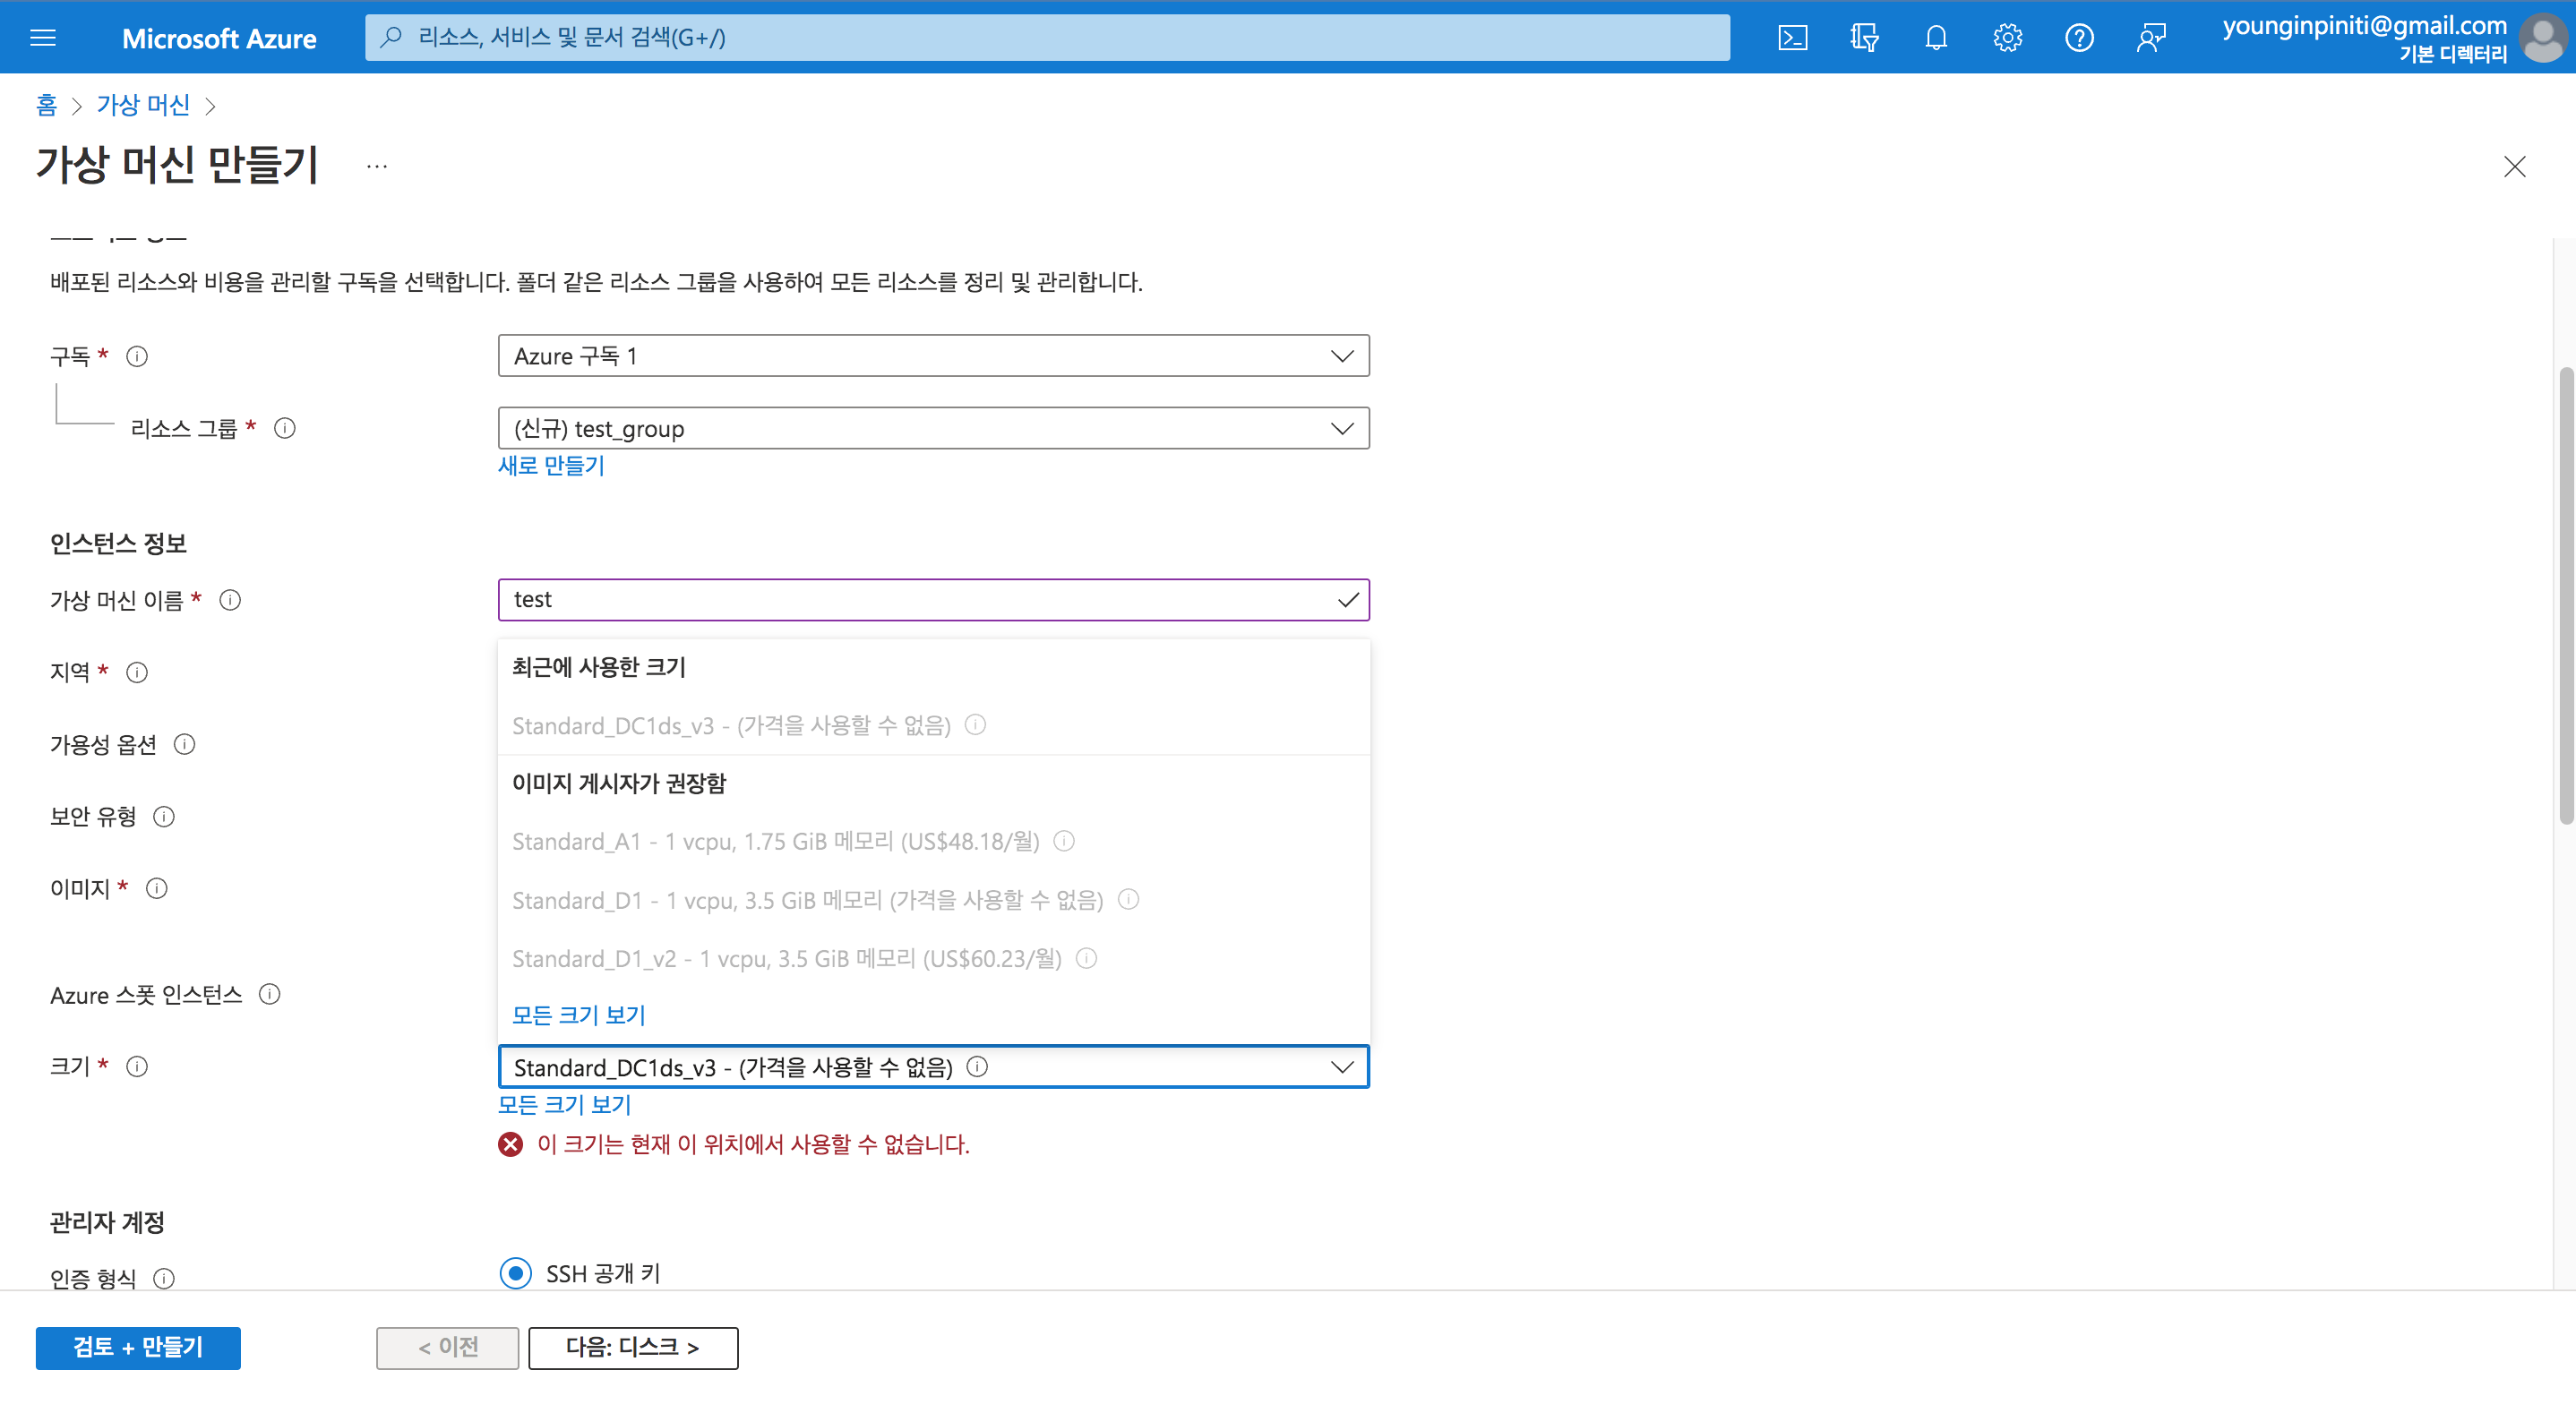 Microsoft Azure
리소스, 서비스 및 문서 검색(G+/)
younginpiniti@gmail.com
기본 디렉터리
홈 > 가상 머신 >
가상 머신 만들기 ...
배포된 리소스와 비용을 관리할 구독을 선택합니다. 폴더 같은 리소스 그룹을 사용하여 모든 리소스를 정리 및 관리합니다.
구독 *
Azure 구독 1
리소스 그룹 *
(신규) test_group
새로 만들기
인스턴스 정보
가상 머신 이름 *
test
지역 *
최근에 사용한 크기
Standard_DC1ds_v3 - (가격을 사용할 수 없음)
가용성 옵션
이미지 게시자가 권장함
보안 유형
Standard_A1 - 1 vcpu, 1.75 GiB 메모리 (US$48.18/월)
이미지 *
Standard_D1 - 1 vcpu, 3.5 GiB 메모리 (가격을 사용할 수 없음)
Standard_D1_v2 - 1 vcpu, 3.5 GiB 메모리 (US$60.23/월)
Azure 스폿 인스턴스
모든 크기 보기
크기 *
Standard_DC1ds_v3 - (가격을 사용할 수 없음)
모든 크기 보기
이 크기는 현재 이 위치에서 사용할 수 없습니다.
관리자 계정
인증 형식
SSH 공개 키
검토 + 만들기
< 이전
다음: 디스크 >